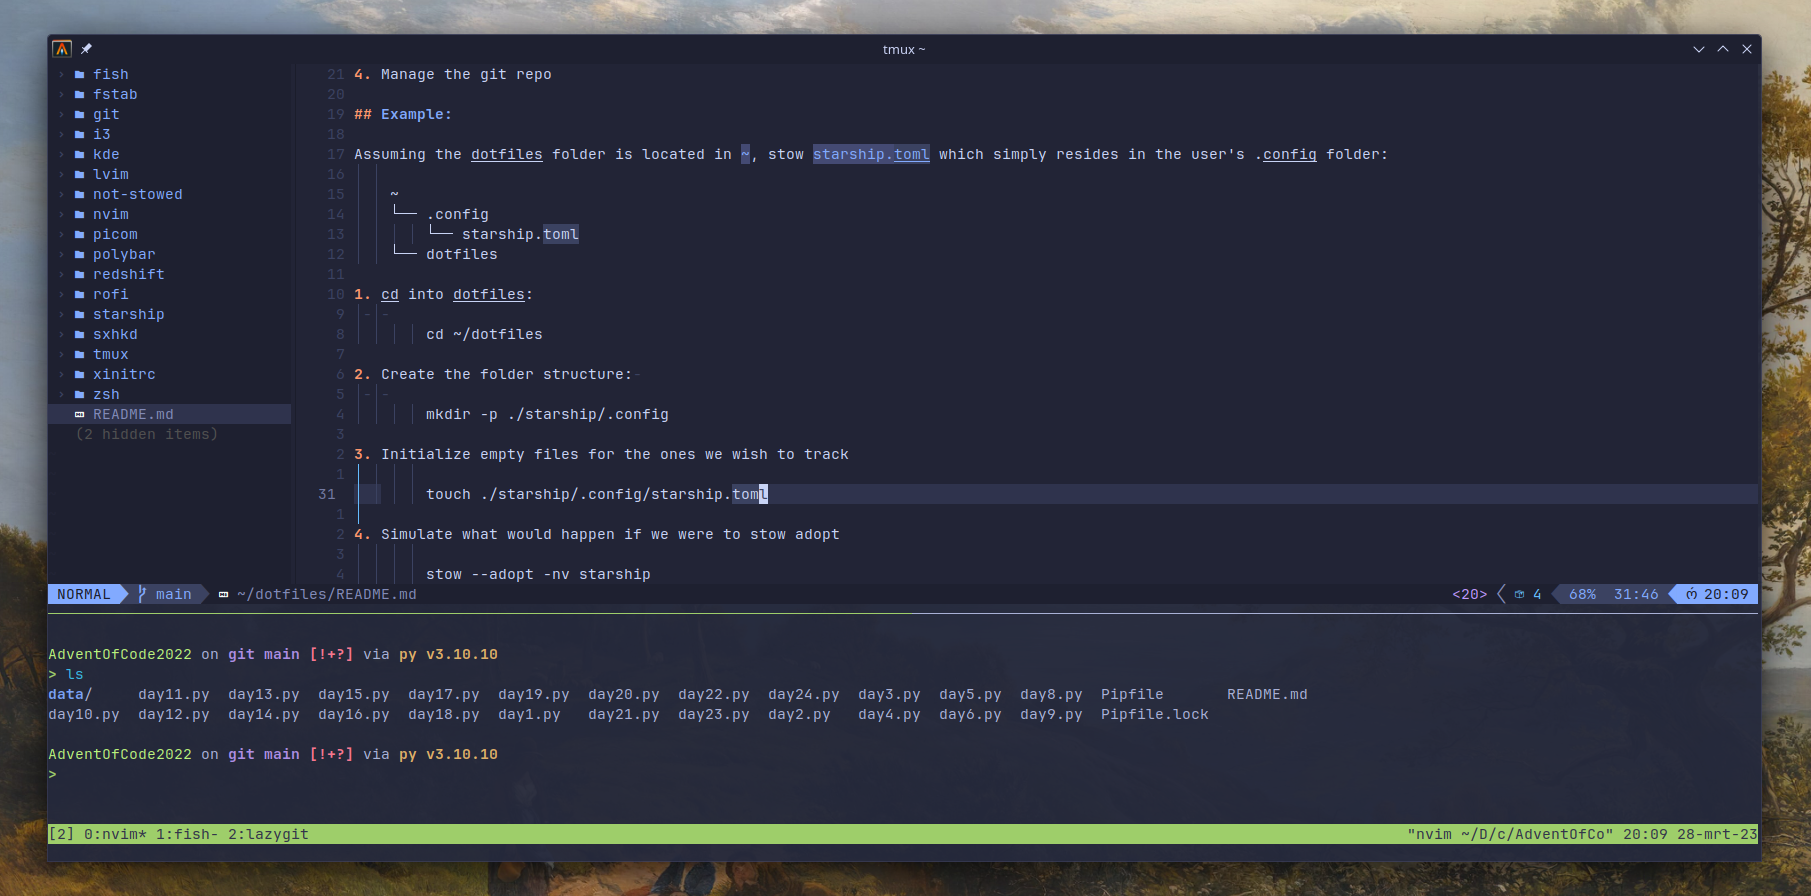 tmux ~
fish
fstab
git
i3
kde
lvim
not-stowed
nvim
picom
polybar
redshift
rofi
starship
sxhkd
tmux
xinitrc
zsh
README.md
(2 hidden items)
21 4. Manage the git repo
20
19 ## Example:
18
17 Assuming the dotfiles folder is located in ~, stow starship.toml which simply resides in the user's .config folder:
16
15 ~
14 └── .config
13 └── starship.toml
12 └── dotfiles
11
10 1. cd into dotfiles:
9 - -
8 cd ~/dotfiles
7
6 2. Create the folder structure:-
5 - -
4 mkdir -p ./starship/.config
3
2 3. Initialize empty files for the ones we wish to track
1
31 touch ./starship/.config/starship.toml
1
2 4. Simulate what would happen if we were to stow adopt
3
4 stow --adopt -nv starship
NORMAL main ~/dotfiles/README.md <20> 4 68% 31:46 20:09
AdventOfCode2022 on git main [!+?] via py v3.10.10
> ls
data/ day11.py day13.py day15.py day17.py day19.py day20.py day22.py day24.py day3.py day5.py day8.py Pipfile README.md
day10.py day12.py day14.py day16.py day18.py day1.py day21.py day23.py day2.py day4.py day6.py day9.py Pipfile.lock
AdventOfCode2022 on git main [!+?] via py v3.10.10
>
[2] 0:nvim* 1:fish- 2:lazygit "nvim ~/D/c/AdventOfCo" 20:09 28-mrt-23